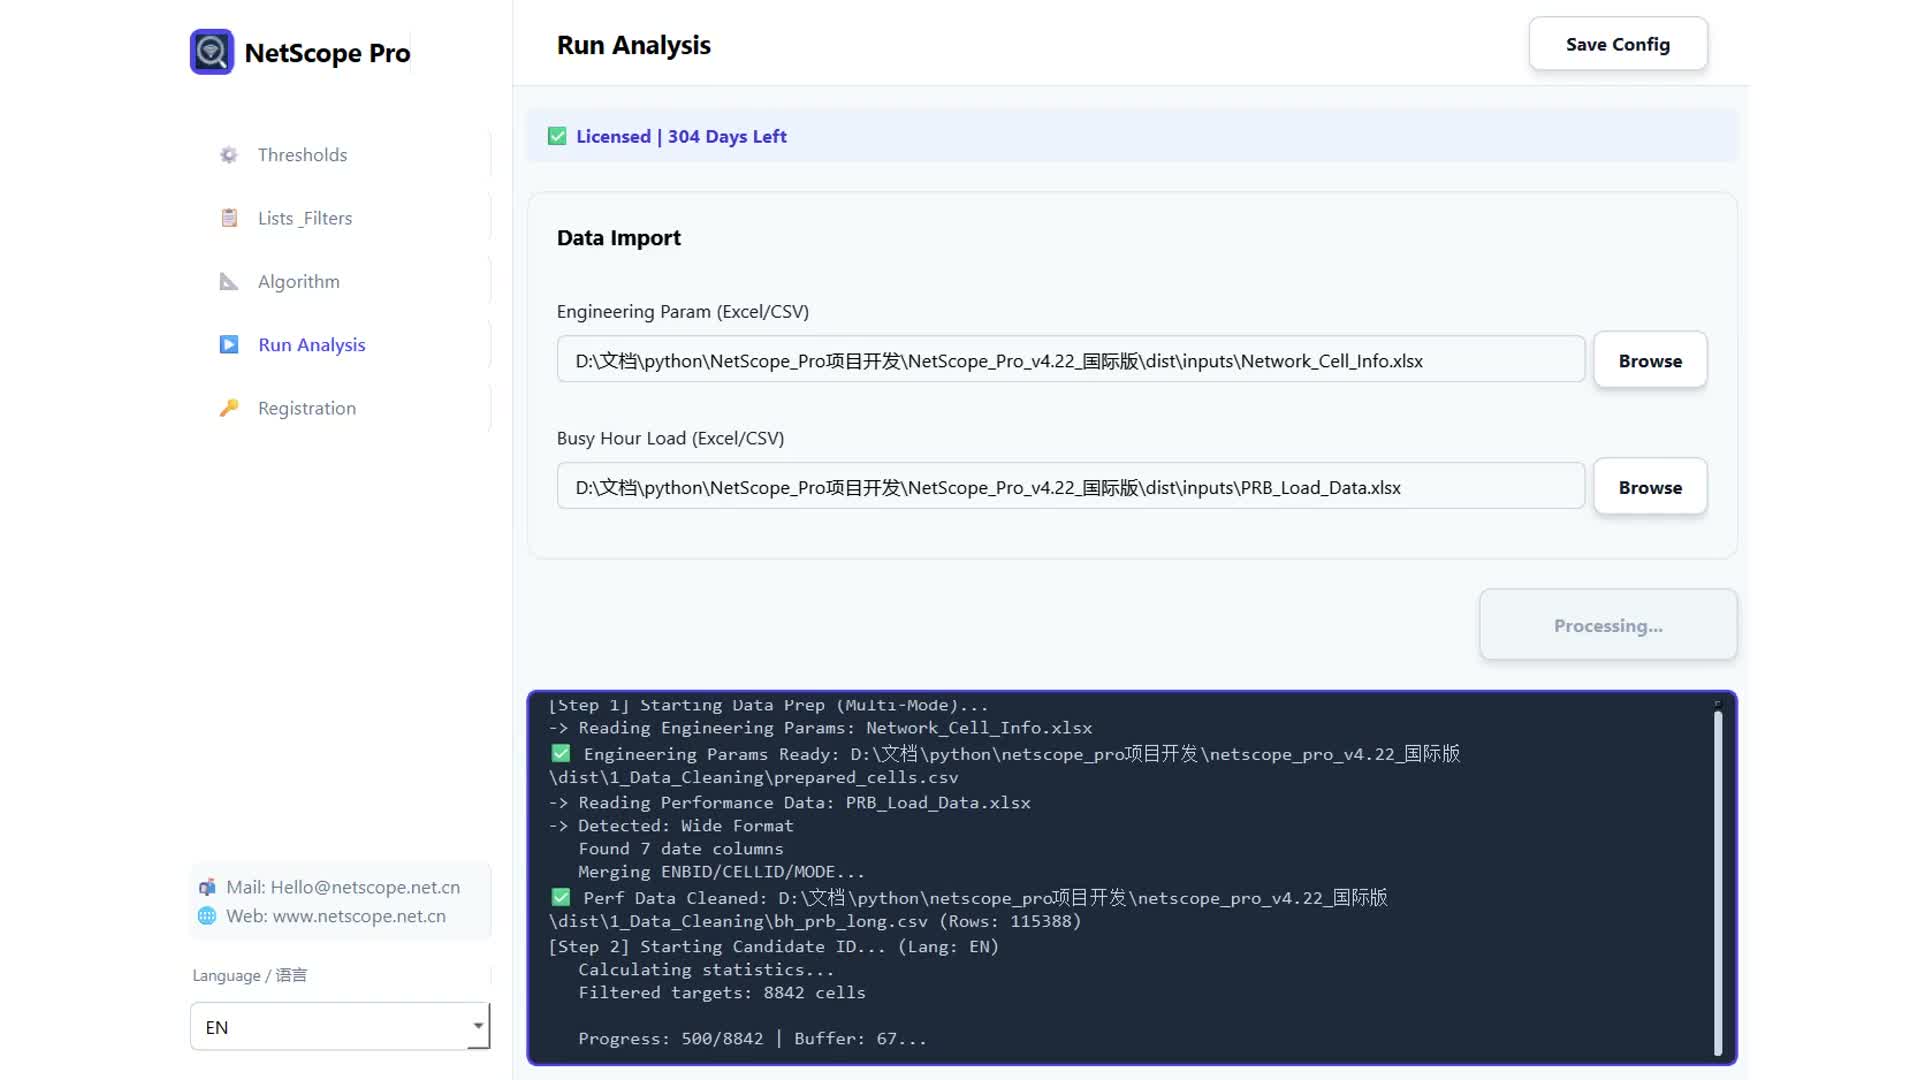 NetScope Pro
Thresholds
Lists _Filters
Algorithm
Run Analysis
Registration
Mail: Hello@netscope.net.cn
Web: www.netscope.net.cn
Language / 语言
EN
Run Analysis
Save Config
Licensed | 304 Days Left
Data Import
Engineering Param (Excel/CSV)
D:\文档\python\NetScope_Pro项目开发\NetScope_Pro_v4.22_国际版\dist\inputs\Network_Cell_Info.xlsx
Browse
Busy Hour Load (Excel/CSV)
D:\文档\python\NetScope_Pro项目开发\NetScope_Pro_v4.22_国际版\dist\inputs\PRB_Load_Data.xlsx
Browse
Processing...
[Step 1] Starting Data Prep (Multi-Mode)...
-> Reading Engineering Params: Network_Cell_Info.xlsx
✅ Engineering Params Ready: D:\文档\python\netscope_pro项目开发\netscope_pro_v4.22_国际版
\dist\1_Data_Cleaning\prepared_cells.csv
-> Reading Performance Data: PRB_Load_Data.xlsx
-> Detected: Wide Format
Found 7 date columns
Merging ENBID/CELLID/MODE...
✅ Perf Data Cleaned: D:\文档\python\netscope_pro项目开发\netscope_pro_v4.22_国际版
\dist\1_Data_Cleaning\bh_prb_long.csv (Rows: 115388)
[Step 2] Starting Candidate ID... (Lang: EN)
Calculating statistics...
Filtered targets: 8842 cells
Progress: 500/8842 | Buffer: 67...